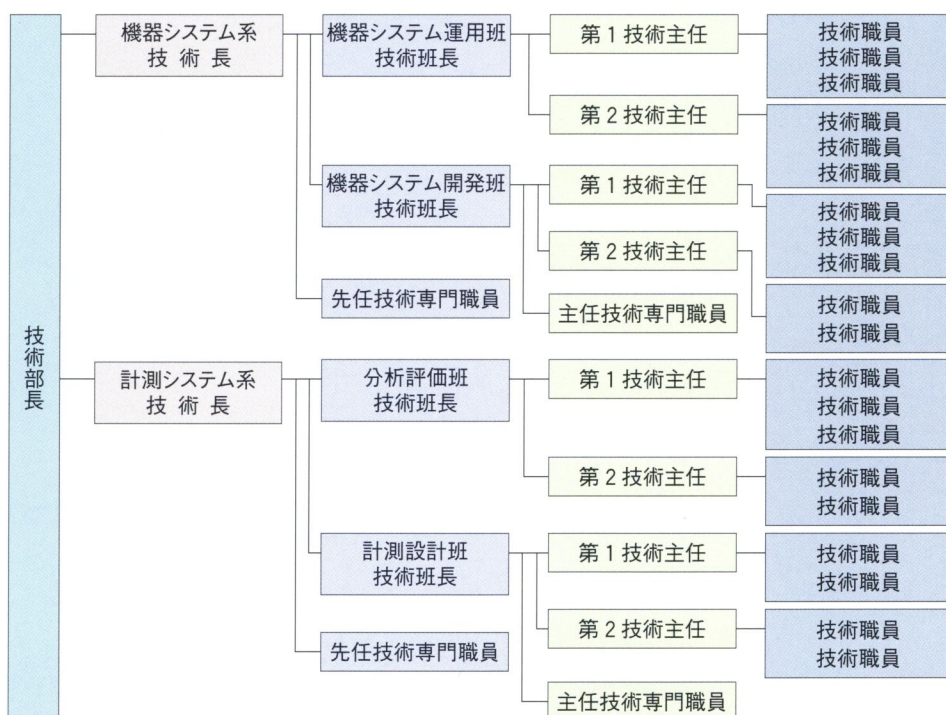 技術部長
機器システム系
技術長
機器システム運用班
技術班長
第1技術主任
技術職員
技術職員
技術職員
第2技術主任
技術職員
技術職員
技術職員
機器システム開発班
技術班長
第1技術主任
技術職員
技術職員
技術職員
第2技術主任
技術職員
技術職員
主任技術専門職員
先任技術専門職員
計測システム系
技術長
分析評価班
技術班長
第1技術主任
技術職員
技術職員
技術職員
第2技術主任
技術職員
技術職員
計測設計班
技術班長
第1技術主任
技術職員
技術職員
第2技術主任
技術職員
技術職員
主任技術専門職員
先任技術専門職員